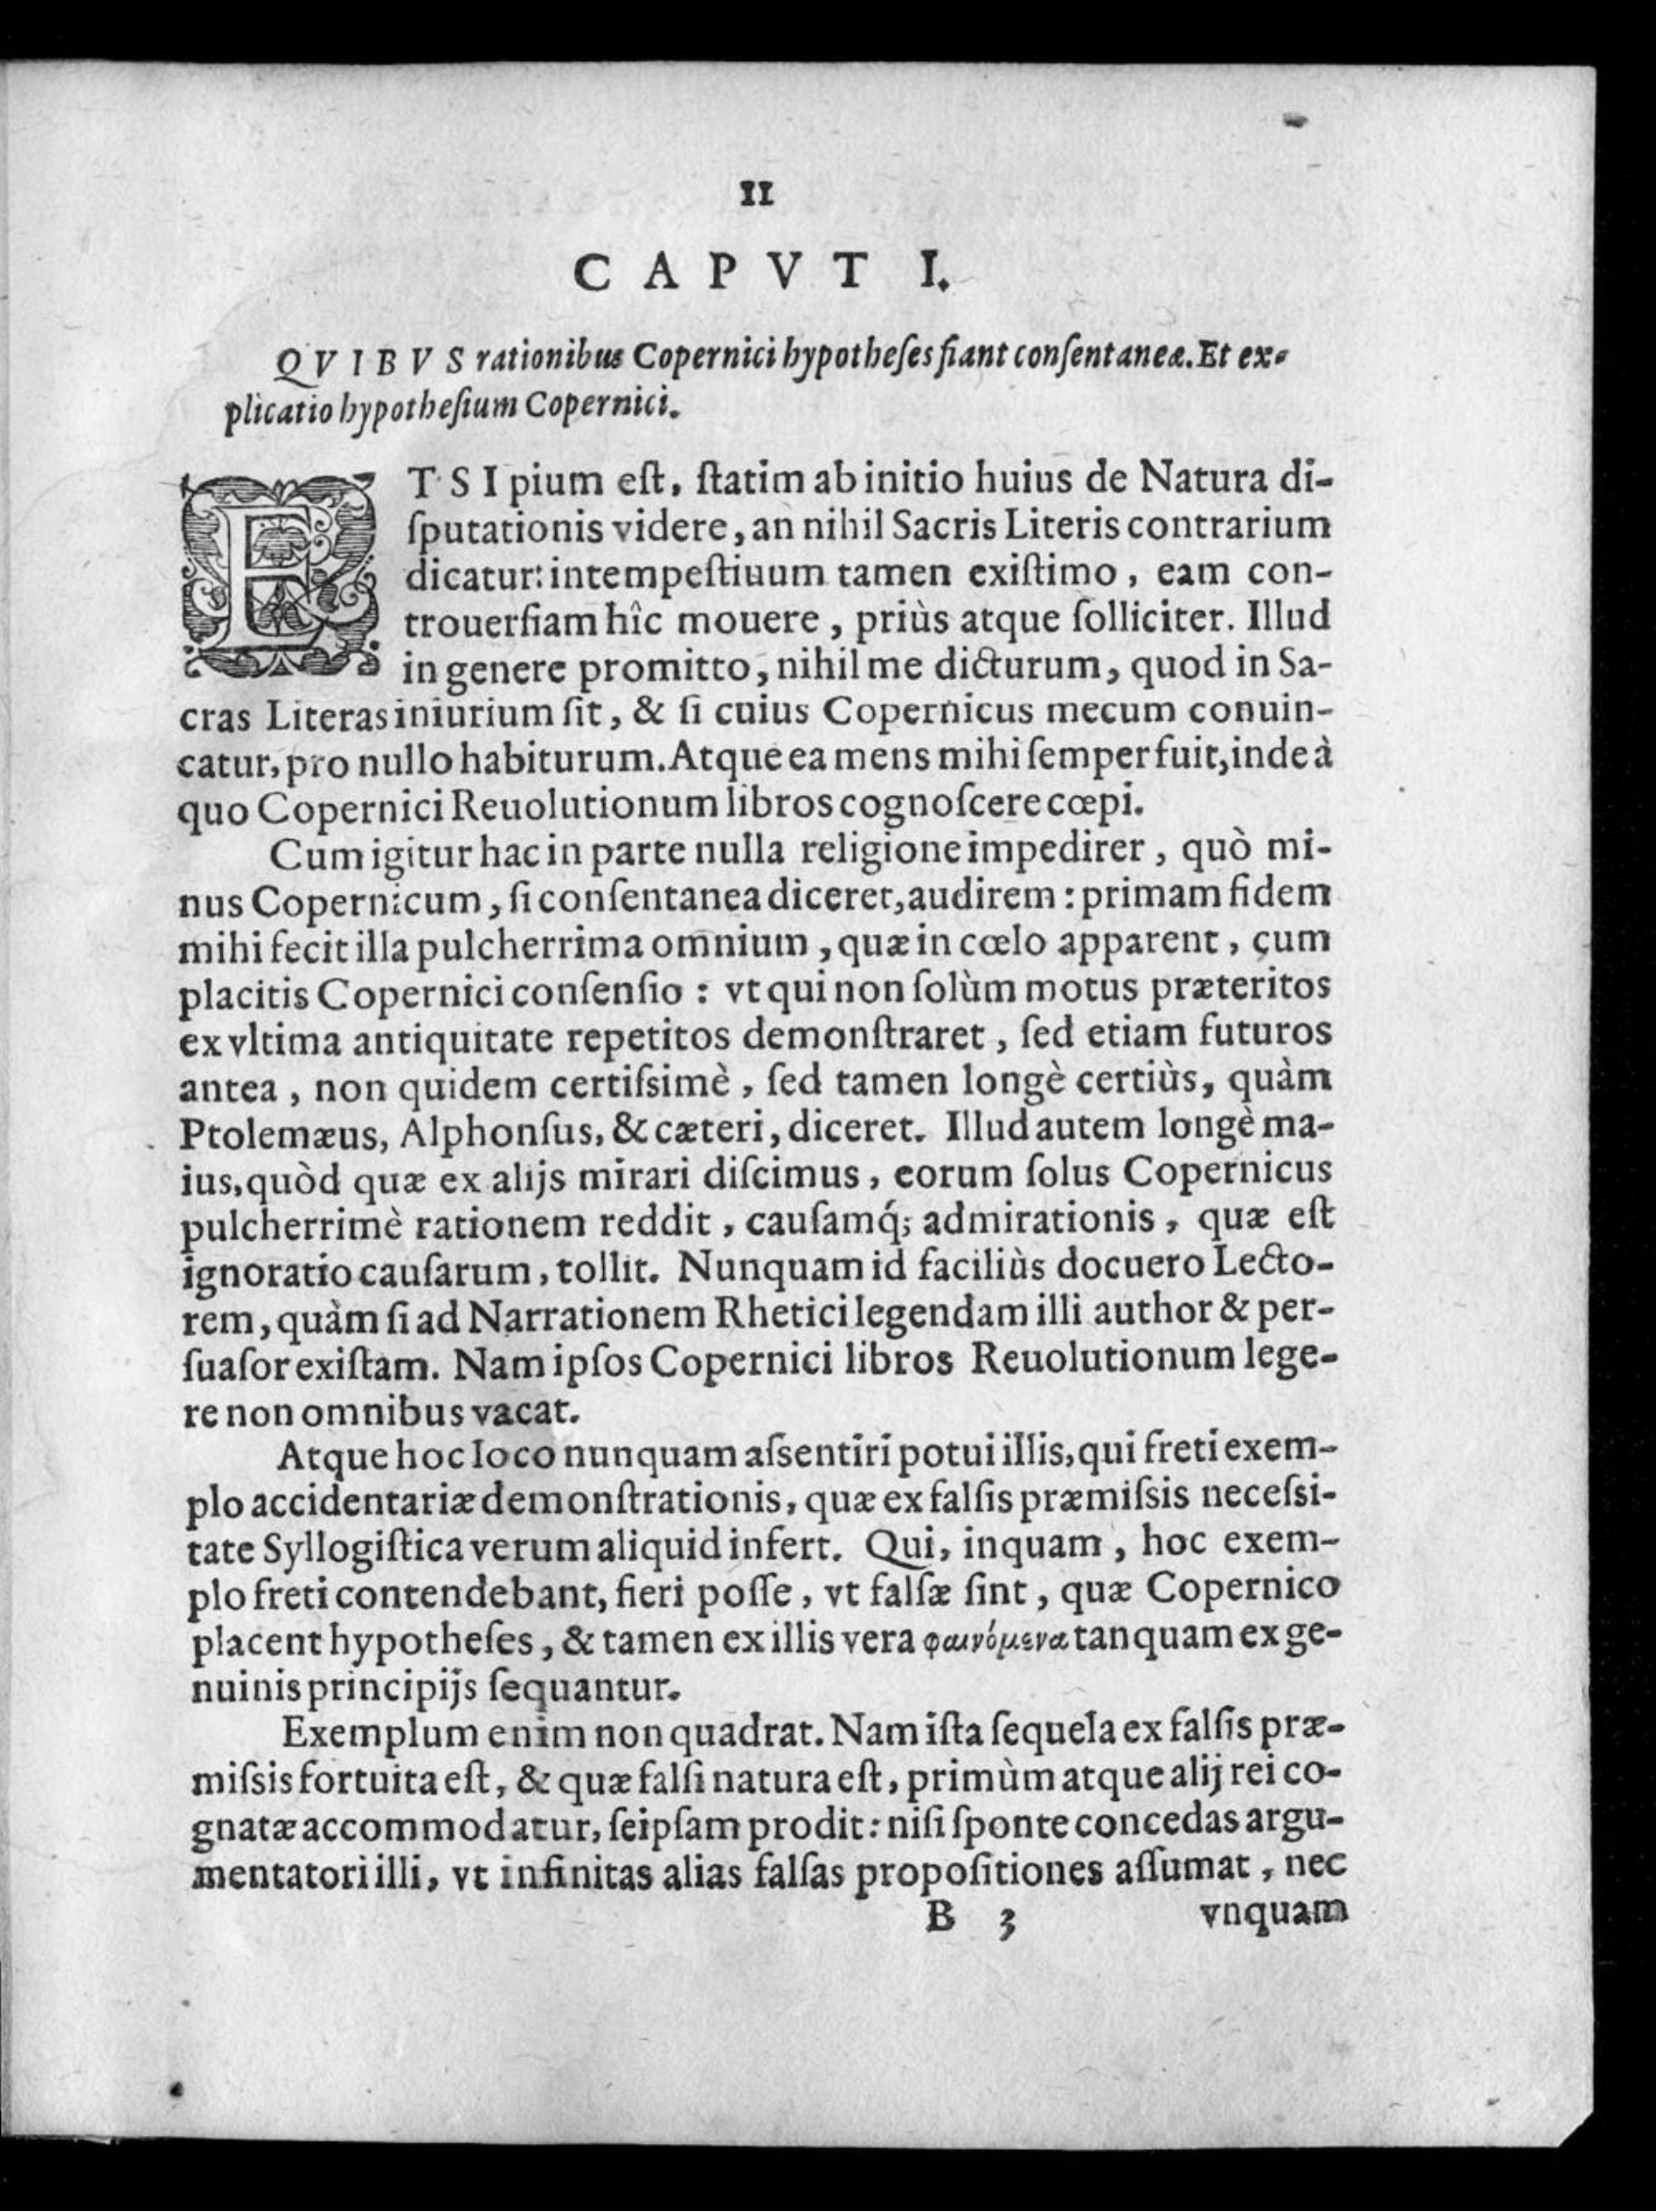 11
CAPVT I.
QVIBVS rationibus Copernici hypotheſes fiant conſentaneæ. Et ex-
plicatio hypotheſium Copernici.
ETSI pium eſt, ſtatim ab initio huius de Natura di-
ſputationis videre, an nihil Sacris Literis contrarium
dicatur: intempeſtiuum tamen exiſtimo, eam con-
trouerſiam hîc mouere, priùs atque ſolliciter. Illud
in genere promitto, nihil me dicturum, quod in Sa-
cras Literas iniurium ſit, & ſi cuius Copernicus mecum conuin-
catur, pro nullo habiturum. Atque ea mens mihi ſemper fuit, inde à
quo Copernici Reuolutionum libros cognoſcere cœpi.
Cum igitur hac in parte nulla religione impedirer, quò mi-
nus Copernicum, ſi conſentanea diceret, audirem: primam fidem
mihi fecit illa pulcherrima omnium, quæ in cœlo apparent, cum
placitis Copernici conſenſio: vt qui non ſolùm motus præteritos
ex vltima antiquitate repetitos demonſtraret, ſed etiam futuros
antea, non quidem certiſsimè, ſed tamen longè certiùs, quàm
Ptolemæus, Alphonſus, & cæteri, diceret. Illud autem longè ma-
ius, quòd quæ ex alijs mirari diſcimus, eorum ſolus Copernicus
pulcherrimè rationem reddit, cauſamq́; admirationis, quæ eſt
ignoratio cauſarum, tollit. Nunquam id faciliùs docuero Lecto-
rem, quàm ſi ad Narrationem Rhetici legendam illi author & per-
ſuaſor exiſtam. Nam ipſos Copernici libros Reuolutionum lege-
re non omnibus vacat.
Atque hoc loco nunquam aſsentiri potui illis, qui freti exem-
plo accidentariæ demonſtrationis, quæ ex falſis præmiſsis neceſsi-
tate Syllogiſtica verum aliquid infert. Qui, inquam, hoc exem-
plo freti contendebant, fieri poſſe, vt falſæ ſint, quæ Copernico
placent hypotheſes, & tamen ex illis vera φαινόμενα tanquam ex ge-
nuinis principijs ſequantur.
Exemplum enim non quadrat. Nam iſta ſequela ex falſis præ-
miſsis fortuita eſt, & quæ falſi natura eſt, primùm atque alij rei co-
gnatæ accommodatur, ſeipſam prodit: niſi ſponte concedas argu-
mentatori illi, vt infinitas alias falſas propoſitiones aſſumat, nec
B 3 vnquam